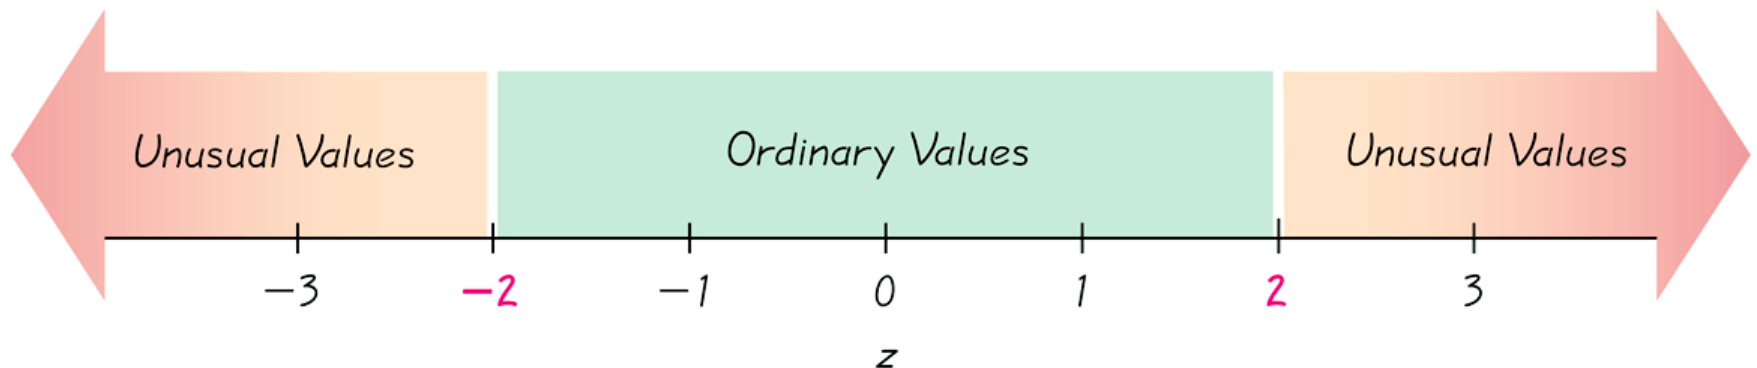 Unusual Values Ordinary Values Unusual Values
−3 −2 −1 0 1 2 3
z